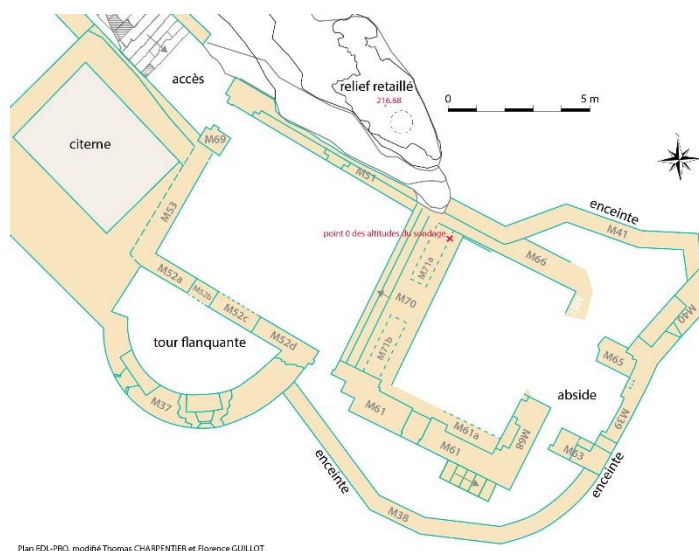 accès
relief retaillé
216.68
0 5 m
M69
citerne
M51
enceinte
M53
point 0 des altitudes du sondage
M41
M71a
M66
M52a
M52b
M70
M52c
M40
M52d
M71b
tour flanquante
M65
abside
M37
M61
M61a
M39
M61
M68
M63
enceinte
enceinte
M38
Plan EDL-PRO, modifié Thomas CHARPENTIER et Florence GUILLOT